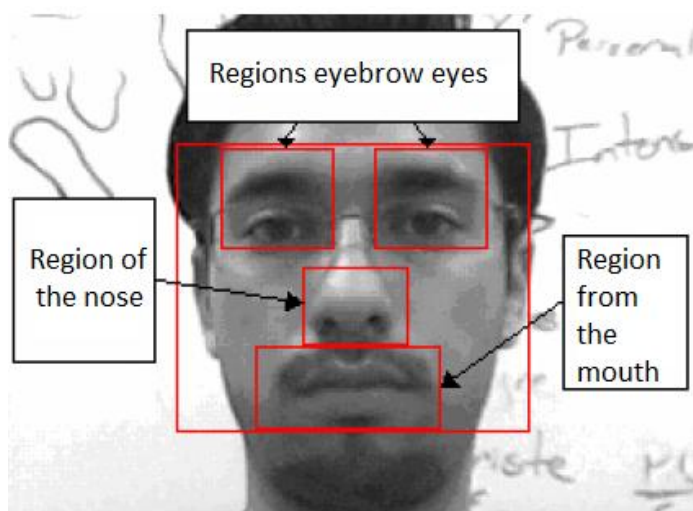 Regions eyebrow eyes
Region of
the nose
Region
from
the
mouth